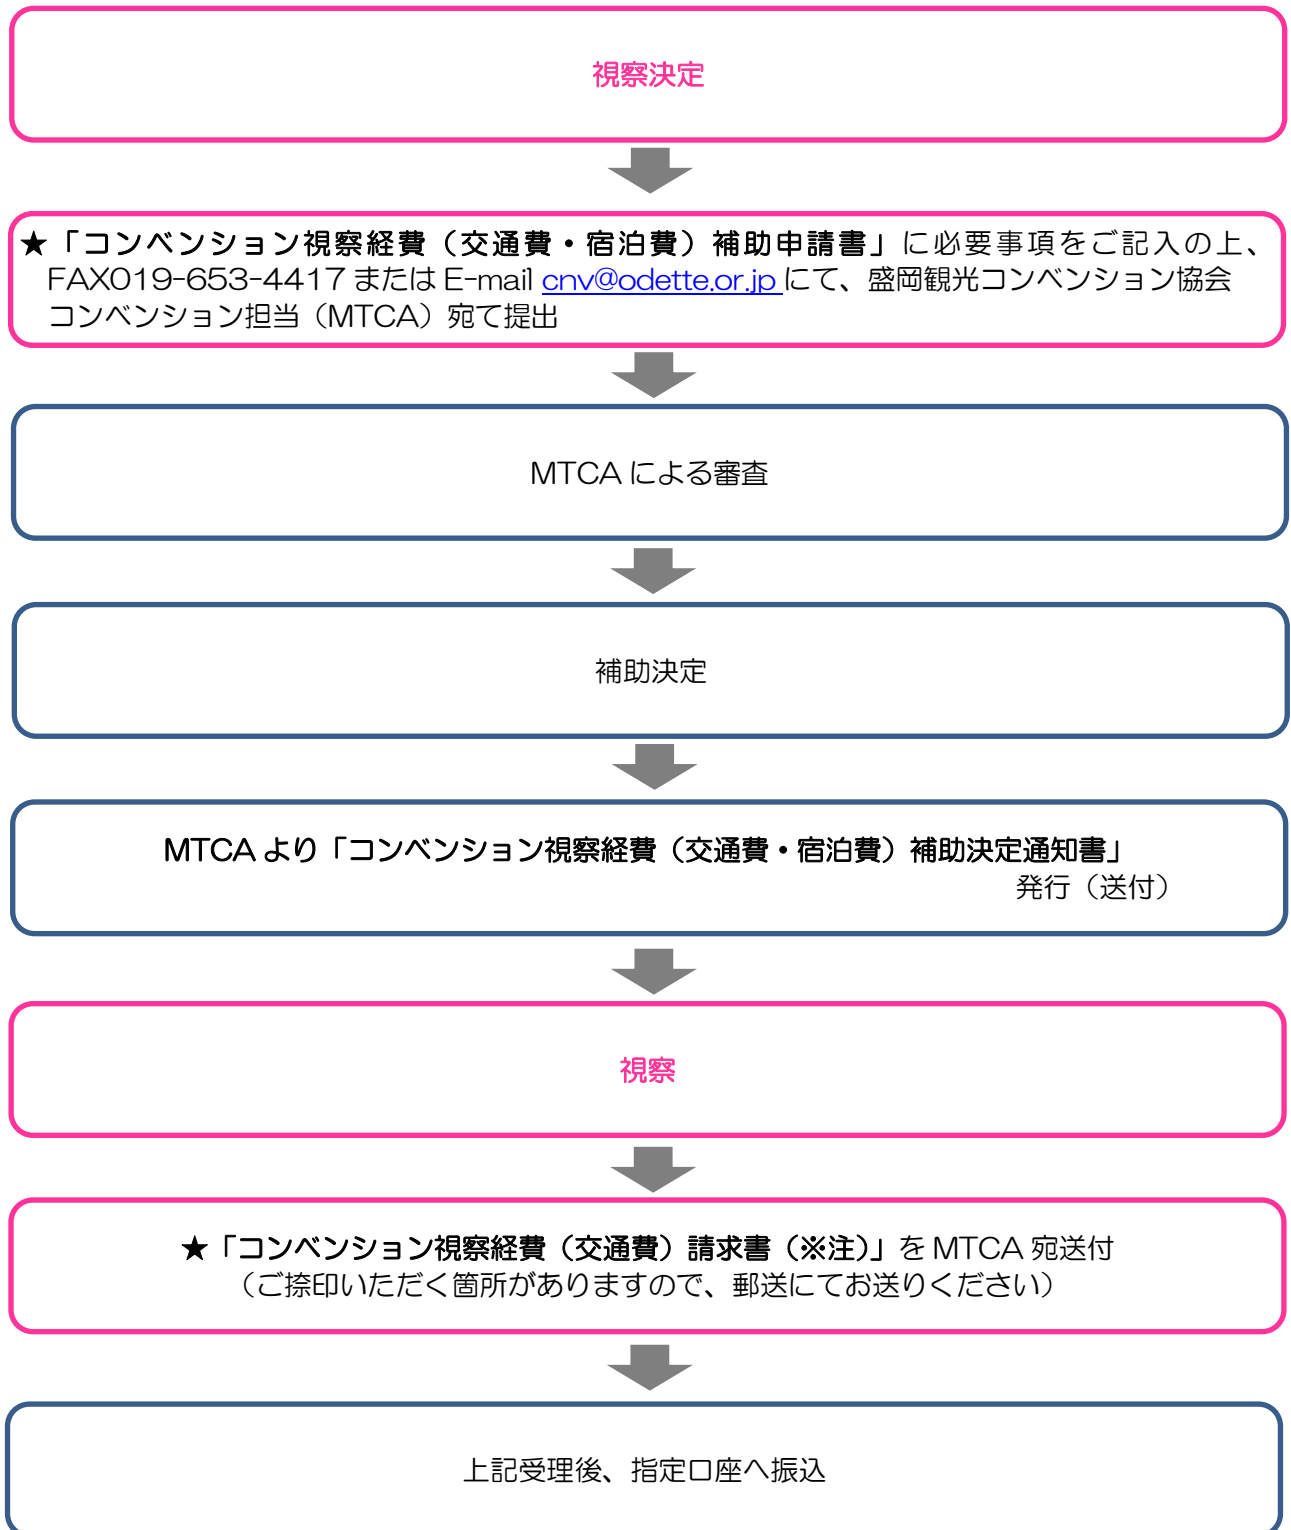 視察決定
★「コンベンション視察経費（交通費・宿泊費）補助申請書」に必要事項をご記入の上、
FAX019-653-4417 または E-mail cnv@odette.or.jp にて、盛岡観光コンベンション協会
コンベンション担当（MTCA）宛て提出
MTCA による審査
補助決定
MTCA より「コンベンション視察経費（交通費・宿泊費）補助決定通知書」
発行（送付）
視察
★「コンベンション視察経費（交通費）請求書（※注）」を MTCA 宛送付
（ご捺印いただく箇所がありますので、郵送にてお送りください）
上記受理後、指定口座へ振込